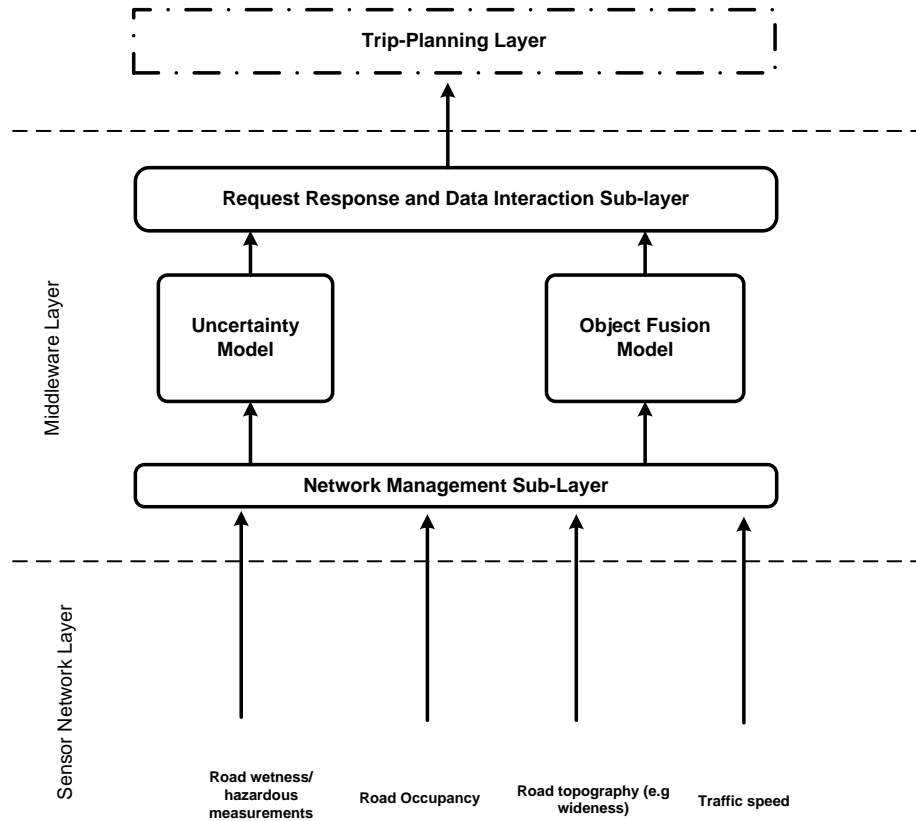 Trip-Planning Layer
Request Response and Data Interaction Sub-layer
Middleware Layer
Uncertainty
Model
Object Fusion
Model
Network Management Sub-Layer
Sensor Network Layer
Road wetness/
hazardous
measurements
Road Occupancy
Road topography (e.g
wideness)
Traffic speed